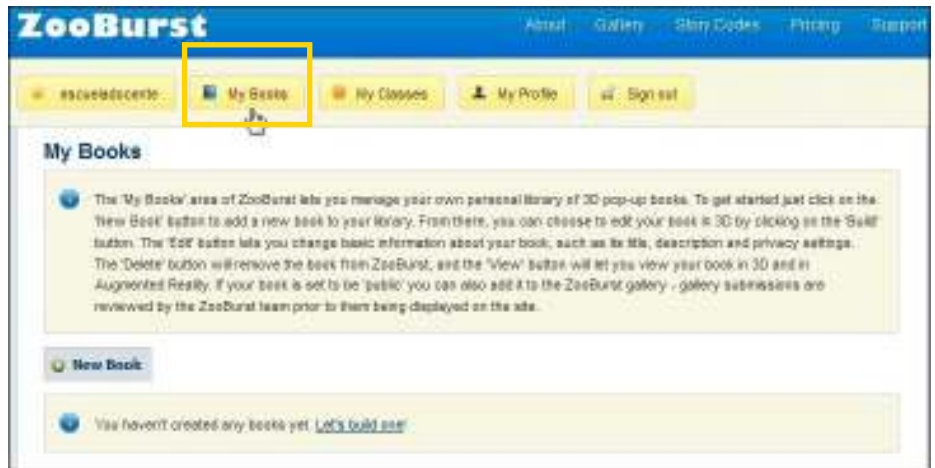 ZooBurst
About Gallery Story Codes Pricing Support
escueladocente My Books My Classes My Profile Sign out
My Books
The 'My Books' area of ZooBurst lets you manage your own personal library of 3D pop-up books. To get started just click on the
'New Book' button to add a new book to your library. From there, you can choose to edit your book in 3D by clicking on the 'Build'
button. The 'Edit' button lets you change basic information about your book, such as its title, description and privacy settings.
The 'Delete' button will remove the book from ZooBurst, and the 'View' button will let you view your book in 3D and in
Augmented Reality. If your book is set to be 'public' you can also add it to the ZooBurst gallery - gallery submissions are
reviewed by the ZooBurst team prior to them being displayed on the site.
New Book
You haven't created any books yet. Let's build one!